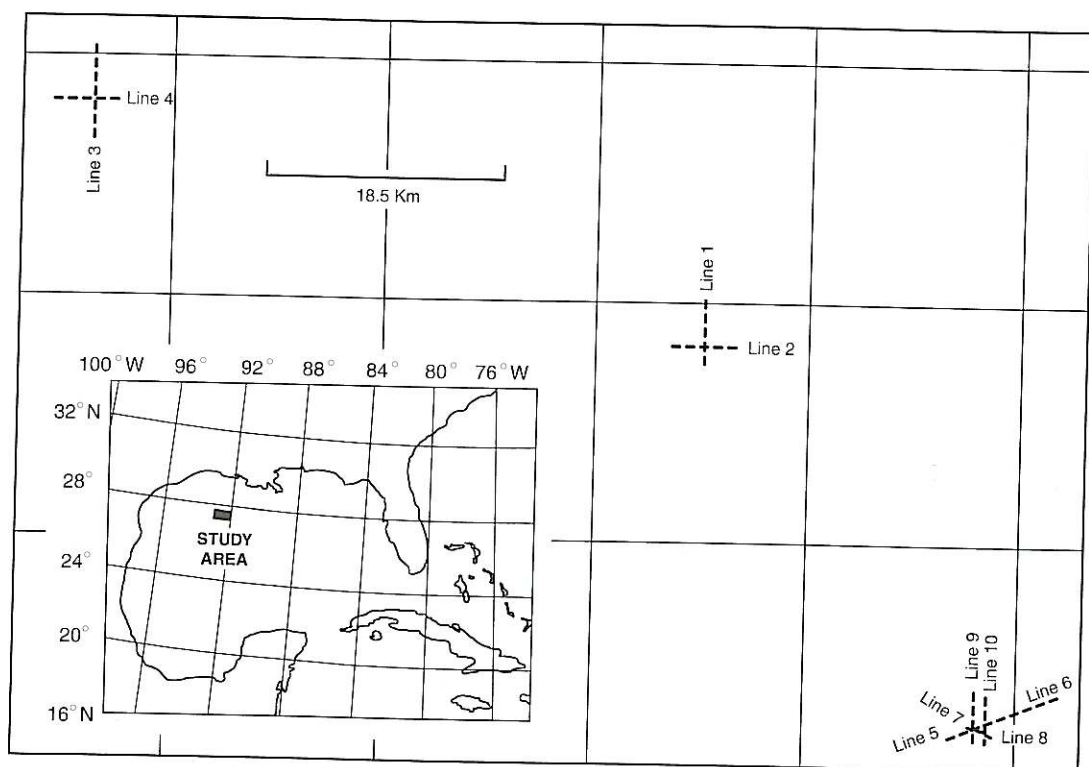 Line 4
Line 3
18.5 Km
Line 1
Line 2
100°W 96° 92° 88° 84° 80° 76°W
32°N
28°
24°
20°
16°N
STUDY
AREA
Line 9
Line 10
Line 6
Line 7
Line 5
Line 8